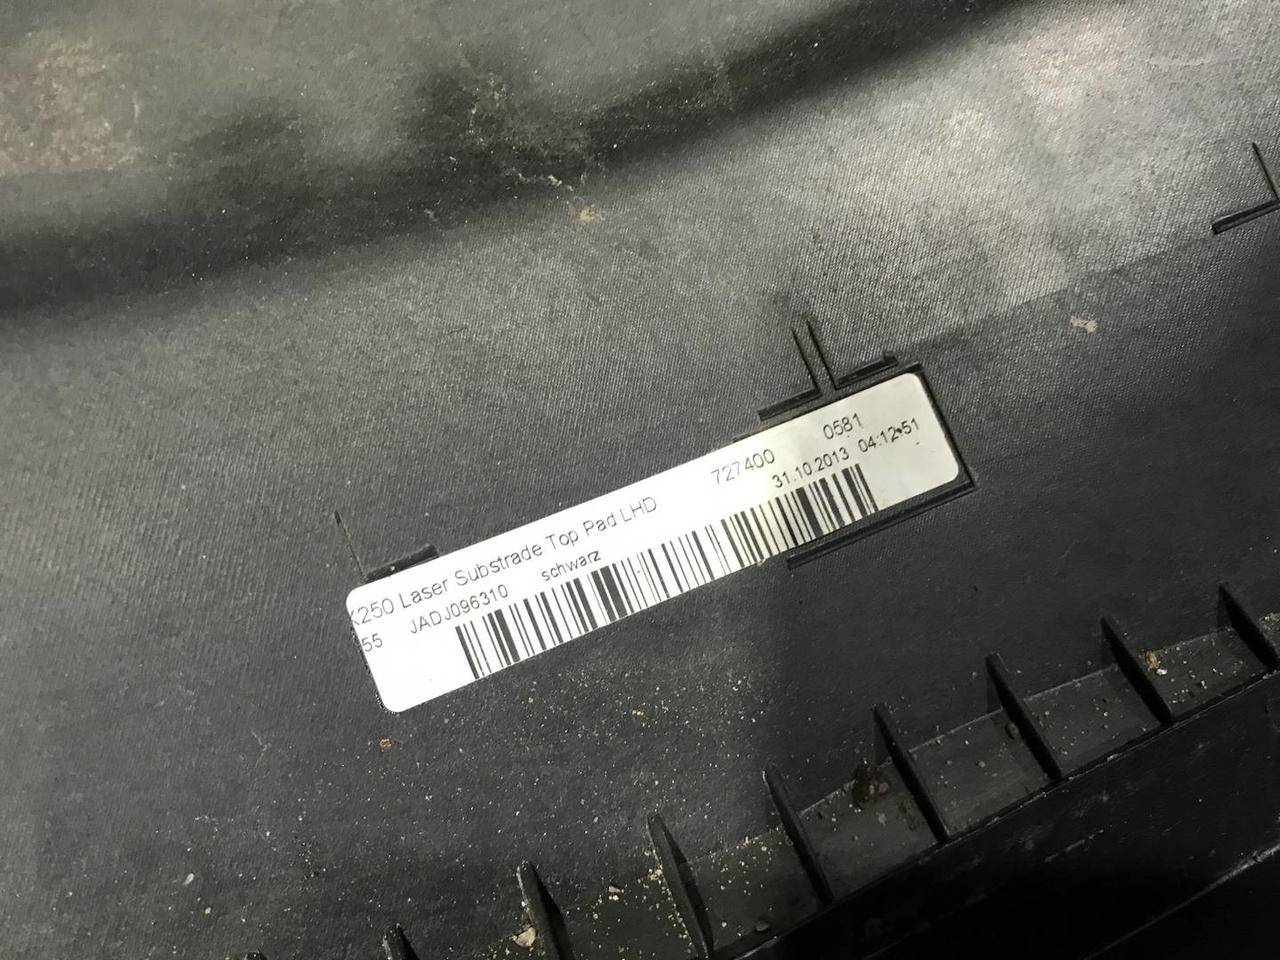 X250 Laser Substrade Top Pad LHD 727400 0581
55 JADJ096310 schwarz 31.10.2013 04:12:51